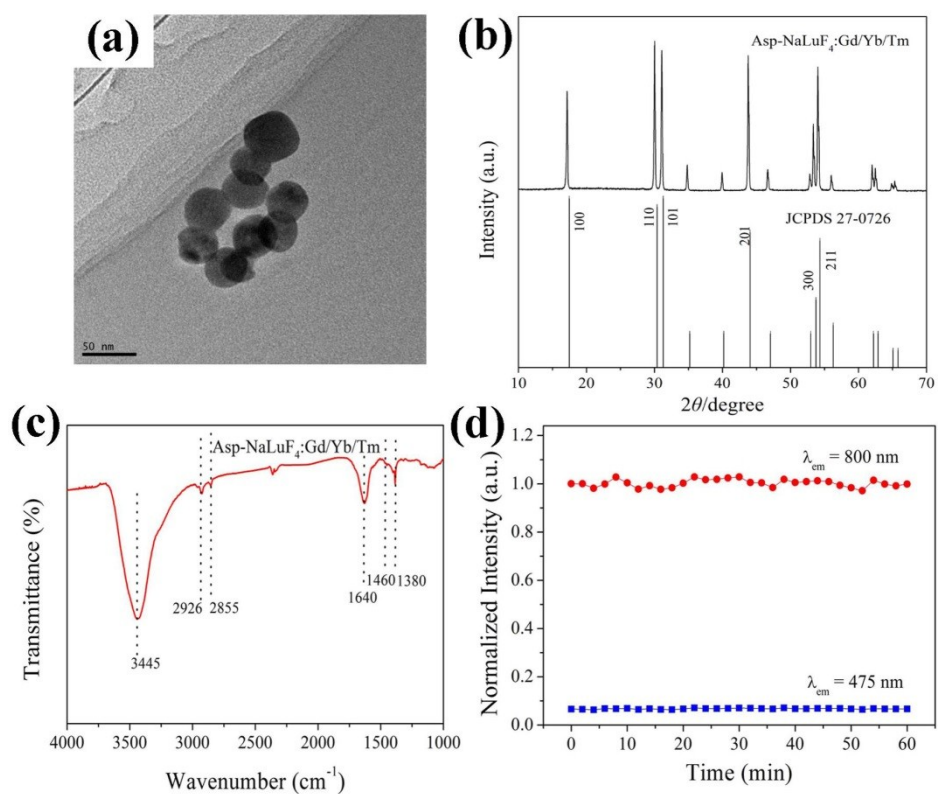 (a)
50 nm
(b)
Asp-NaLuF₄:Gd/Yb/Tm
JCPDS 27-0726
100
110
101
201
300
211
Intensity (a.u.)
10 20 30 40 50 60 70
2θ/degree
(c)
Asp-NaLuF₄:Gd/Yb/Tm
3445
2926
2855
1640
1460
1380
Transmittance (%)
4000 3500 3000 2500 2000 1500 1000
Wavenumber (cm⁻¹)
(d)
1.2
1.0
0.8
0.6
0.4
0.2
0.0
λem = 800 nm
λem = 475 nm
Normalized Intensity (a.u.)
0 10 20 30 40 50 60
Time (min)